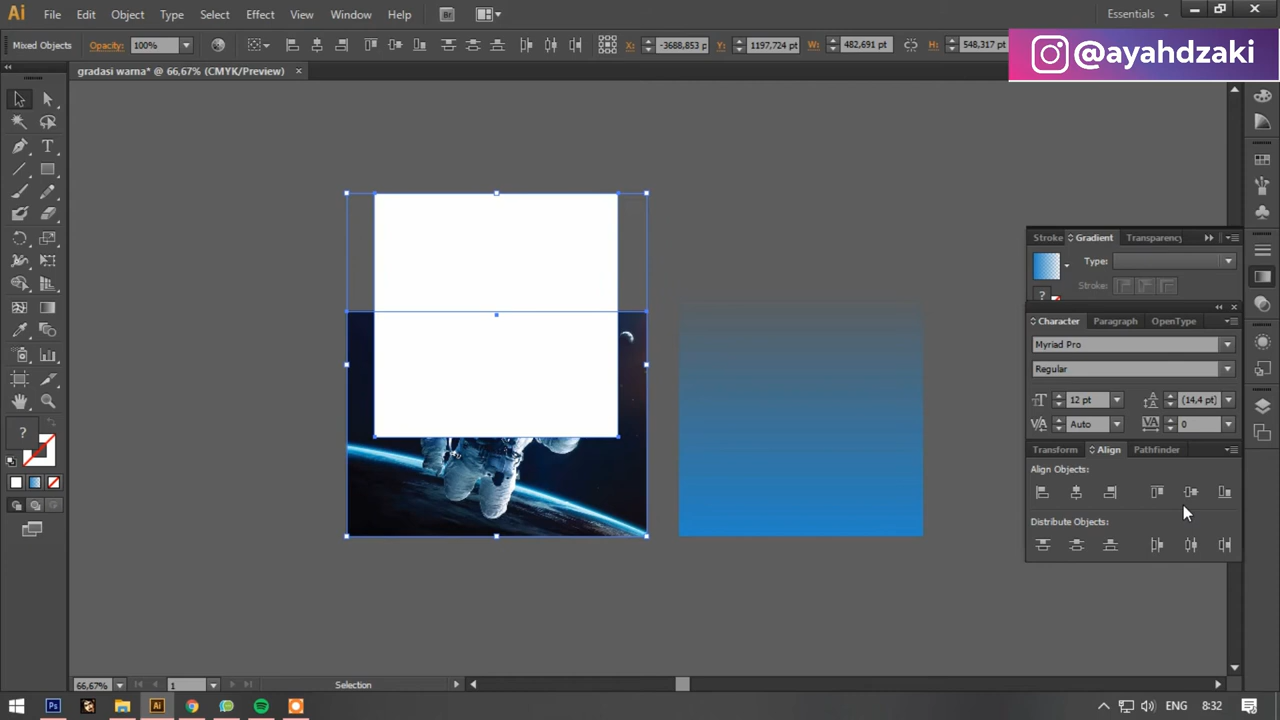 Ai File Edit Object Type Select Effect View Window Help Br Essentials
Mixed Objects Opacity: 100% X: -3688,853 p Y: 1197,724 pt W: 482,691 pt H: 548,317 pt
@ayahdzaki
gradasi warna* @ 66,67% (CMYK/Preview)
Stroke Gradient Transparency
Type:
Stroke:
?
Character Paragraph OpenType
Myriad Pro
Regular
12 pt (14,4 pt)
Auto 0
?
Transform Align Pathfinder
Align Objects:
Distribute Objects:
66,67% 1 Selection
Ps Ai ENG 8:32